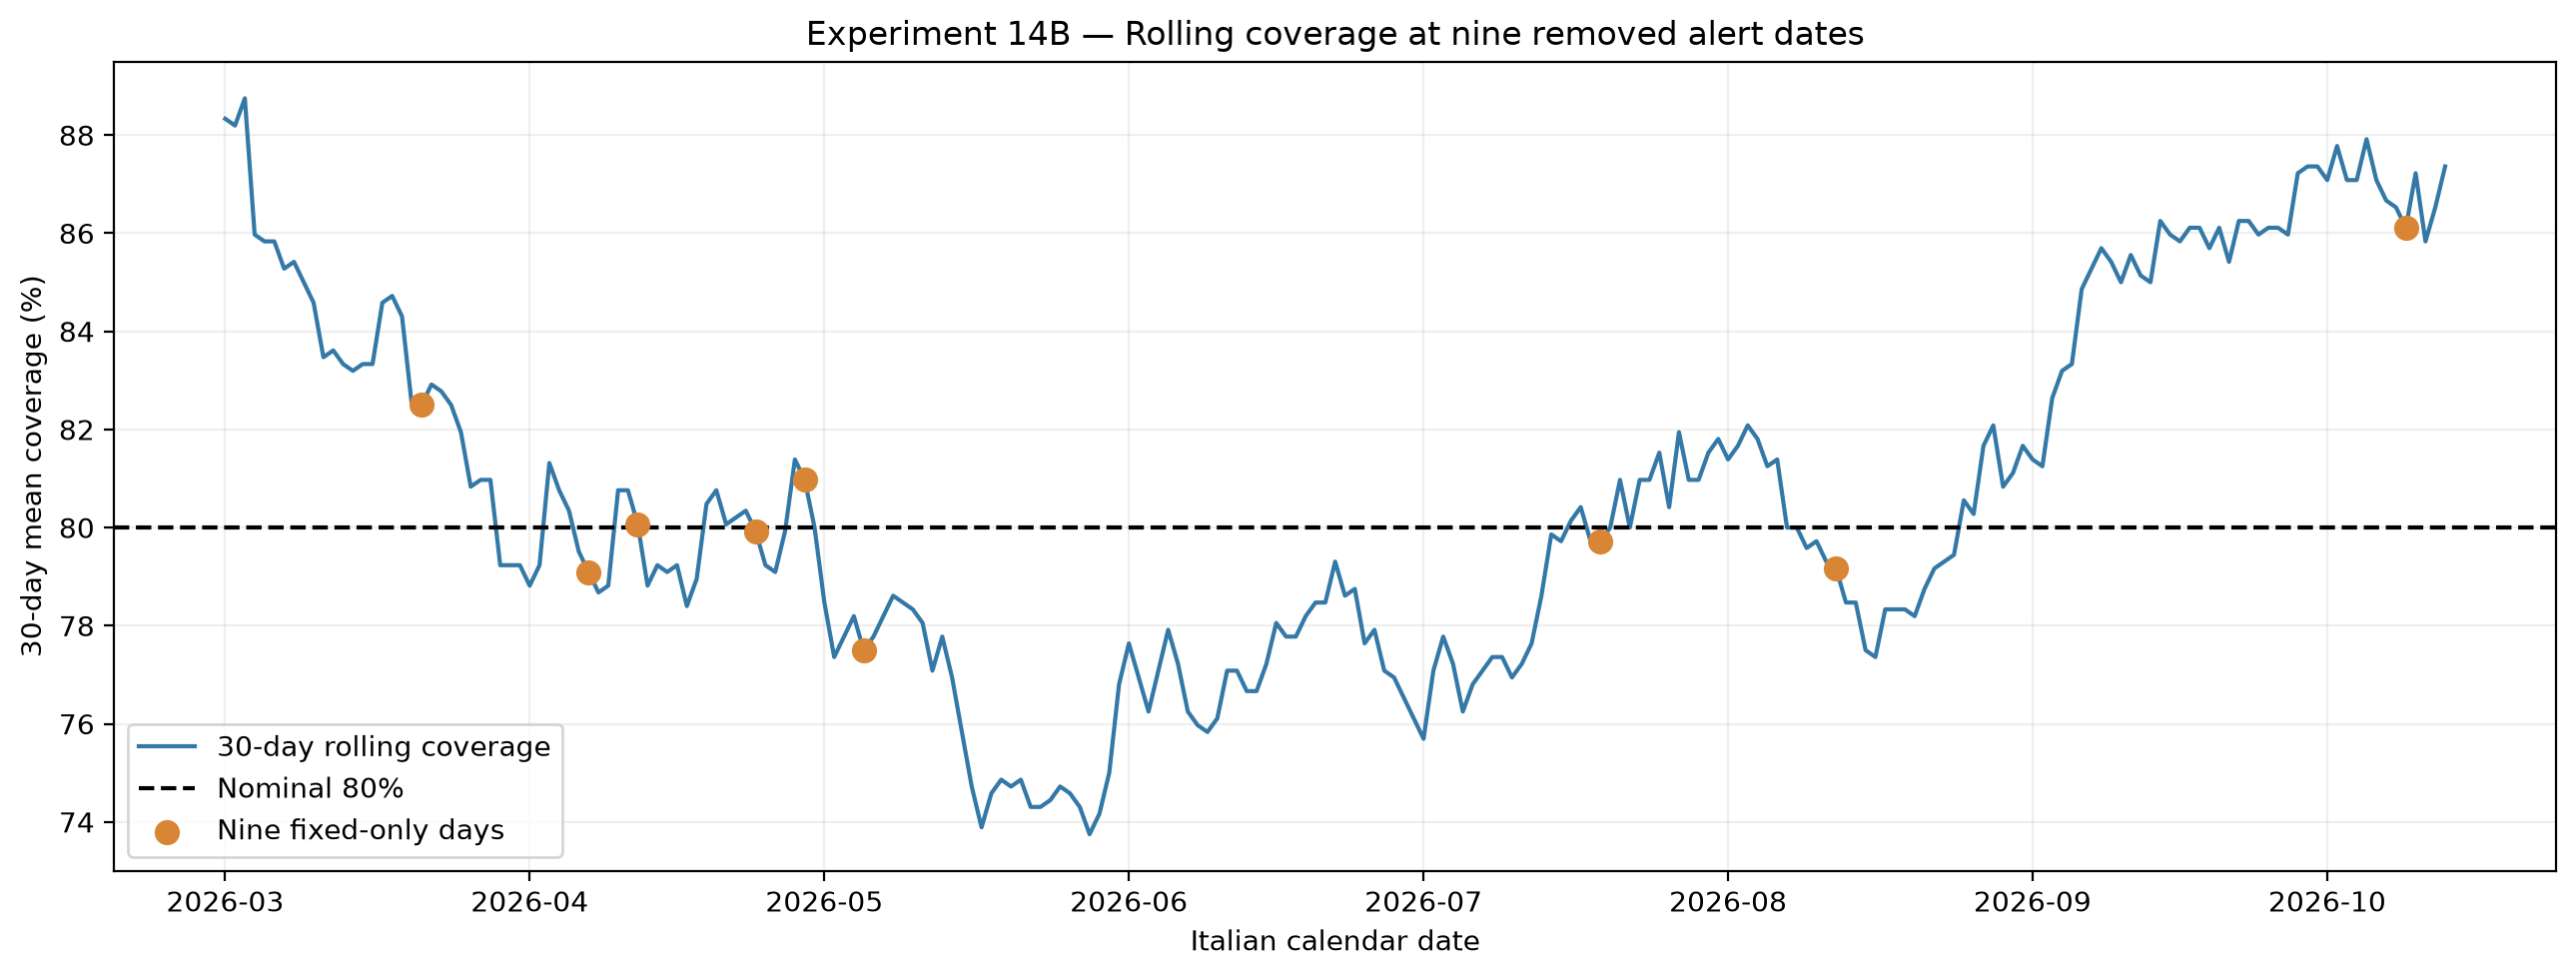 Experiment 14B — Rolling coverage at nine removed alert dates
30-day mean coverage (%)
88
86
84
82
80
78
76
74
30-day rolling coverage
Nominal 80%
Nine fixed-only days
2026-03
2026-04
2026-05
2026-06
2026-07
2026-08
2026-09
2026-10
Italian calendar date